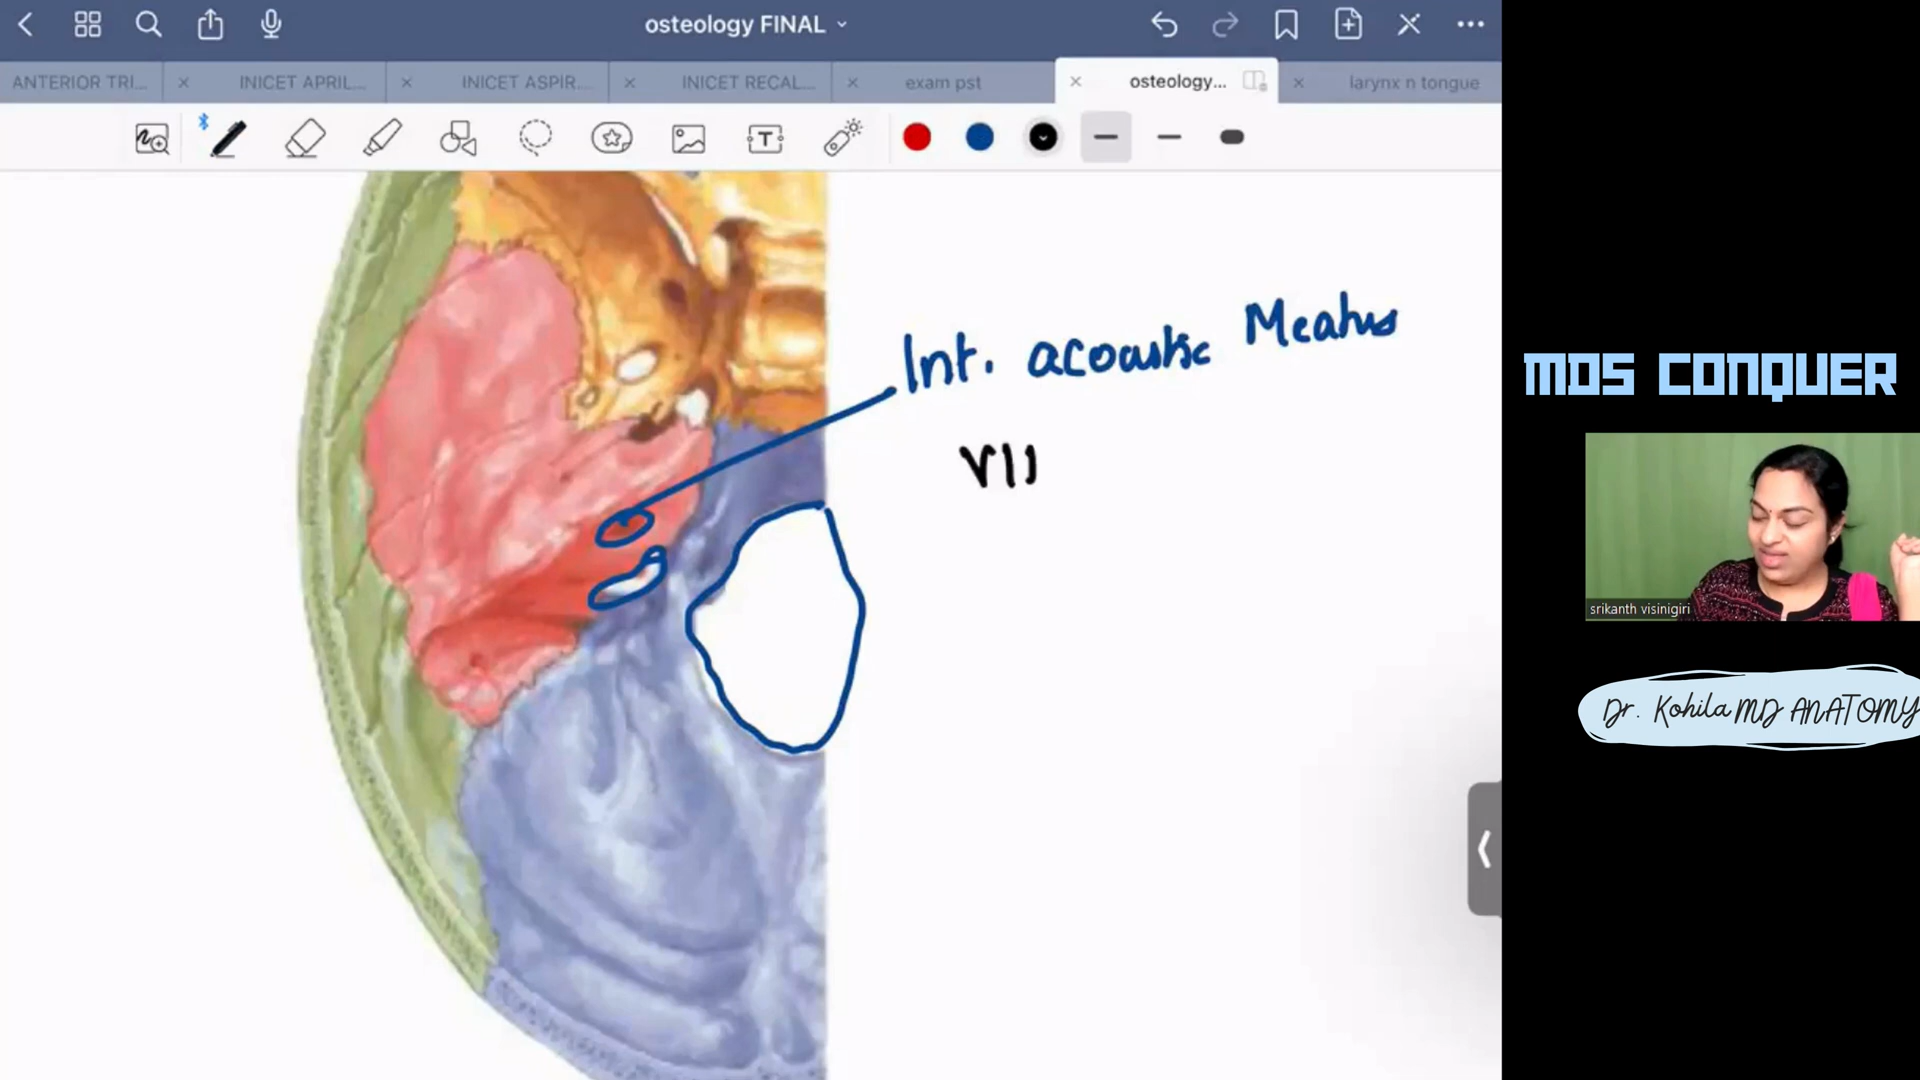 osteology FINAL
ANTERIOR TRI...
INICET APRIL...
INICET ASPIR...
INICET RECAL...
exam pst
osteology...
larynx n tongue
T
Int. acoustic Meatus
VII
MDS CONQUER
srikanth visinigiri
Dr. Kohila MD ANATOMY